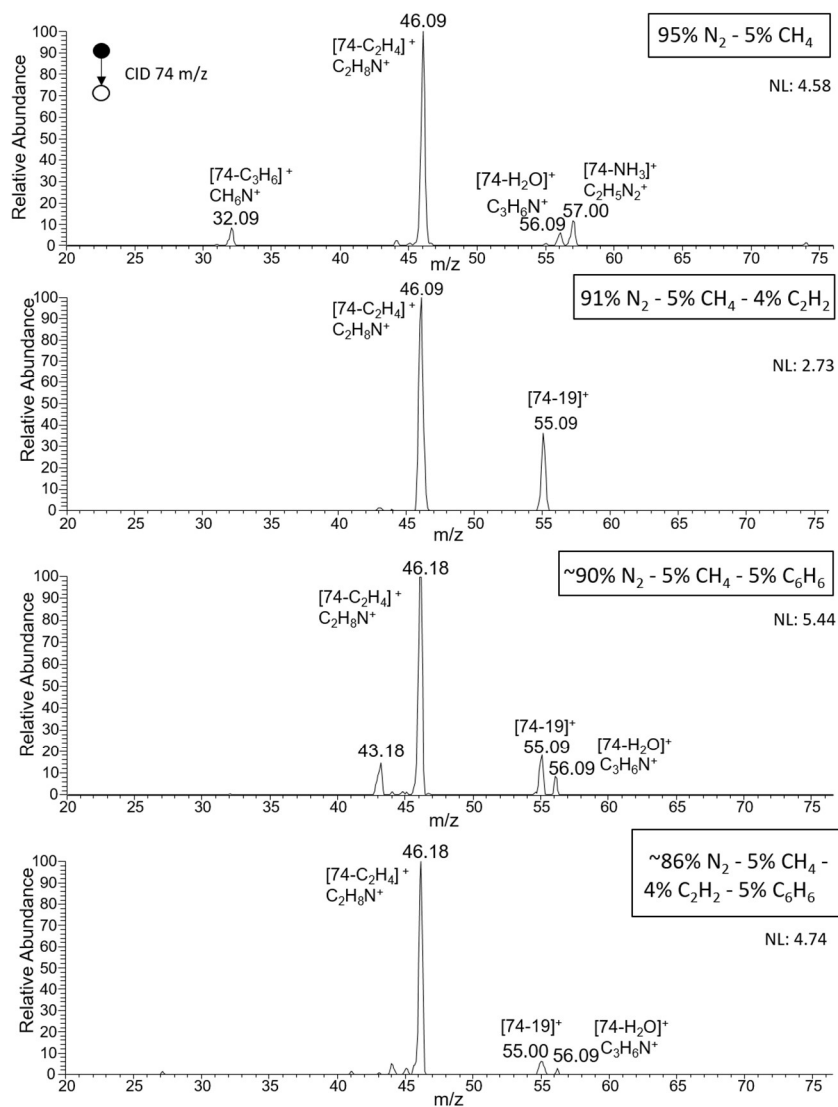 95% N₂ - 5% CH₄
NL: 4.58
CID 74 m/z
46.09
[74-C₂H₄]⁺
C₂H₈N⁺
[74-C₃H₆]⁺
CH₆N⁺
32.09
[74-H₂O]⁺
C₃H₆N⁺
56.09
[74-NH₃]⁺
C₂H₅N₂⁺
57.00
Relative Abundance
100
90
80
70
60
50
40
30
20
10
0
20 25 30 35 40 45 50 55 60 65 70 75
m/z
91% N₂ - 5% CH₄ - 4% C₂H₂
NL: 2.73
46.09
[74-C₂H₄]⁺
C₂H₈N⁺
[74-19]⁺
55.09
Relative Abundance
100
90
80
70
60
50
40
30
20
10
0
20 25 30 35 40 45 50 55 60 65 70 75
m/z
~90% N₂ - 5% CH₄ - 5% C₆H₆
NL: 5.44
46.18
[74-C₂H₄]⁺
C₂H₈N⁺
43.18
[74-19]⁺
55.09
[74-H₂O]⁺
C₃H₆N⁺
56.09
Relative Abundance
100
90
80
70
60
50
40
30
20
10
0
20 25 30 35 40 45 50 55 60 65 70 75
m/z
~86% N₂ - 5% CH₄ -
4% C₂H₂ - 5% C₆H₆
NL: 4.74
46.18
[74-C₂H₄]⁺
C₂H₈N⁺
[74-19]⁺
55.00
[74-H₂O]⁺
C₃H₆N⁺
56.09
Relative Abundance
100
90
80
70
60
50
40
30
20
10
0
20 25 30 35 40 45 50 55 60 65 70 75
m/z